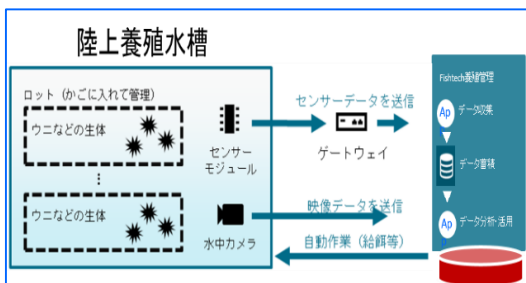 陸上養殖水槽
ロット（かごに入れて管理）
ウニなどの生体
センサー
モジュール
ウニなどの生体
水中カメラ
センサーデータを送信
ゲートウェイ
映像データを送信
自動作業（給餌等）
Fishtech養殖管理
Ap
データ収集
データ蓄積
Ap
データ分析・活用